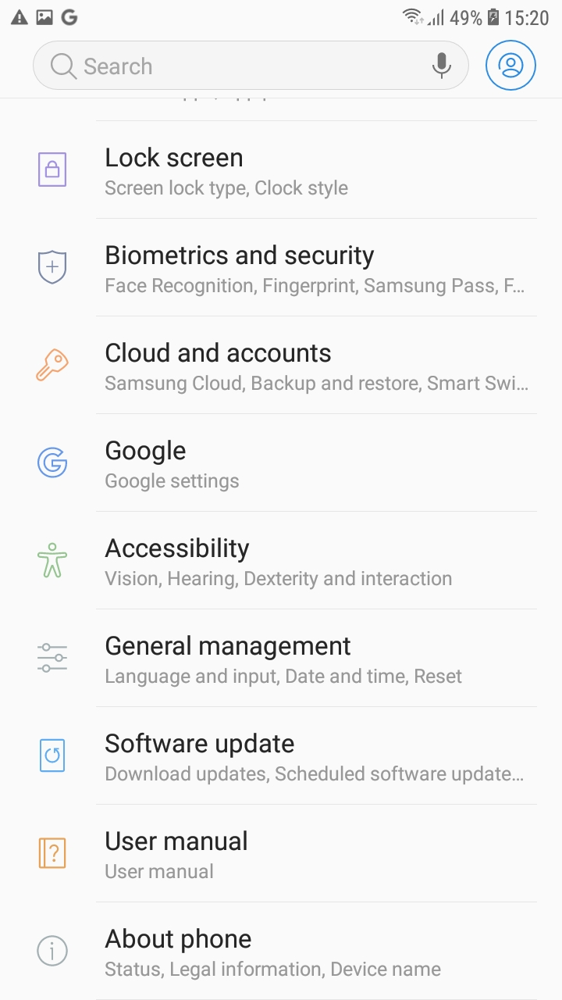 49% 15:20
Search
Lock screen
Screen lock type, Clock style
Biometrics and security
Face Recognition, Fingerprint, Samsung Pass, F...
Cloud and accounts
Samsung Cloud, Backup and restore, Smart Swi...
Google
Google settings
Accessibility
Vision, Hearing, Dexterity and interaction
General management
Language and input, Date and time, Reset
Software update
Download updates, Scheduled software update...
User manual
User manual
About phone
Status, Legal information, Device name